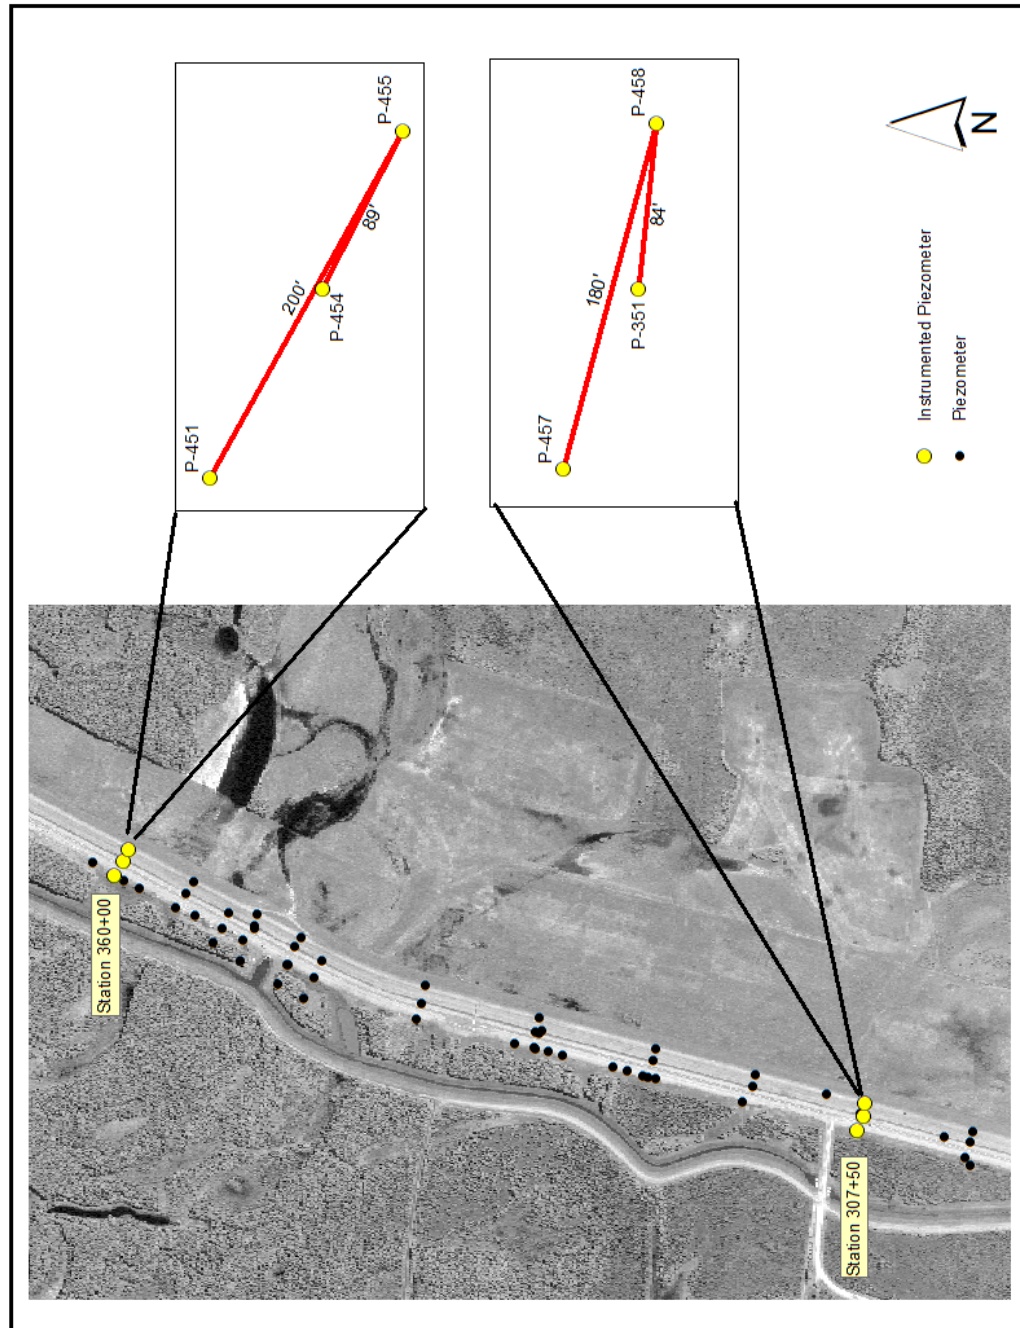 P-455
89'
200'
P-454
P-451
P-458
84'
180'
P-351
P-457
N
Instrumented Piezometer
Piezometer
Station 360+00
Station 307+50